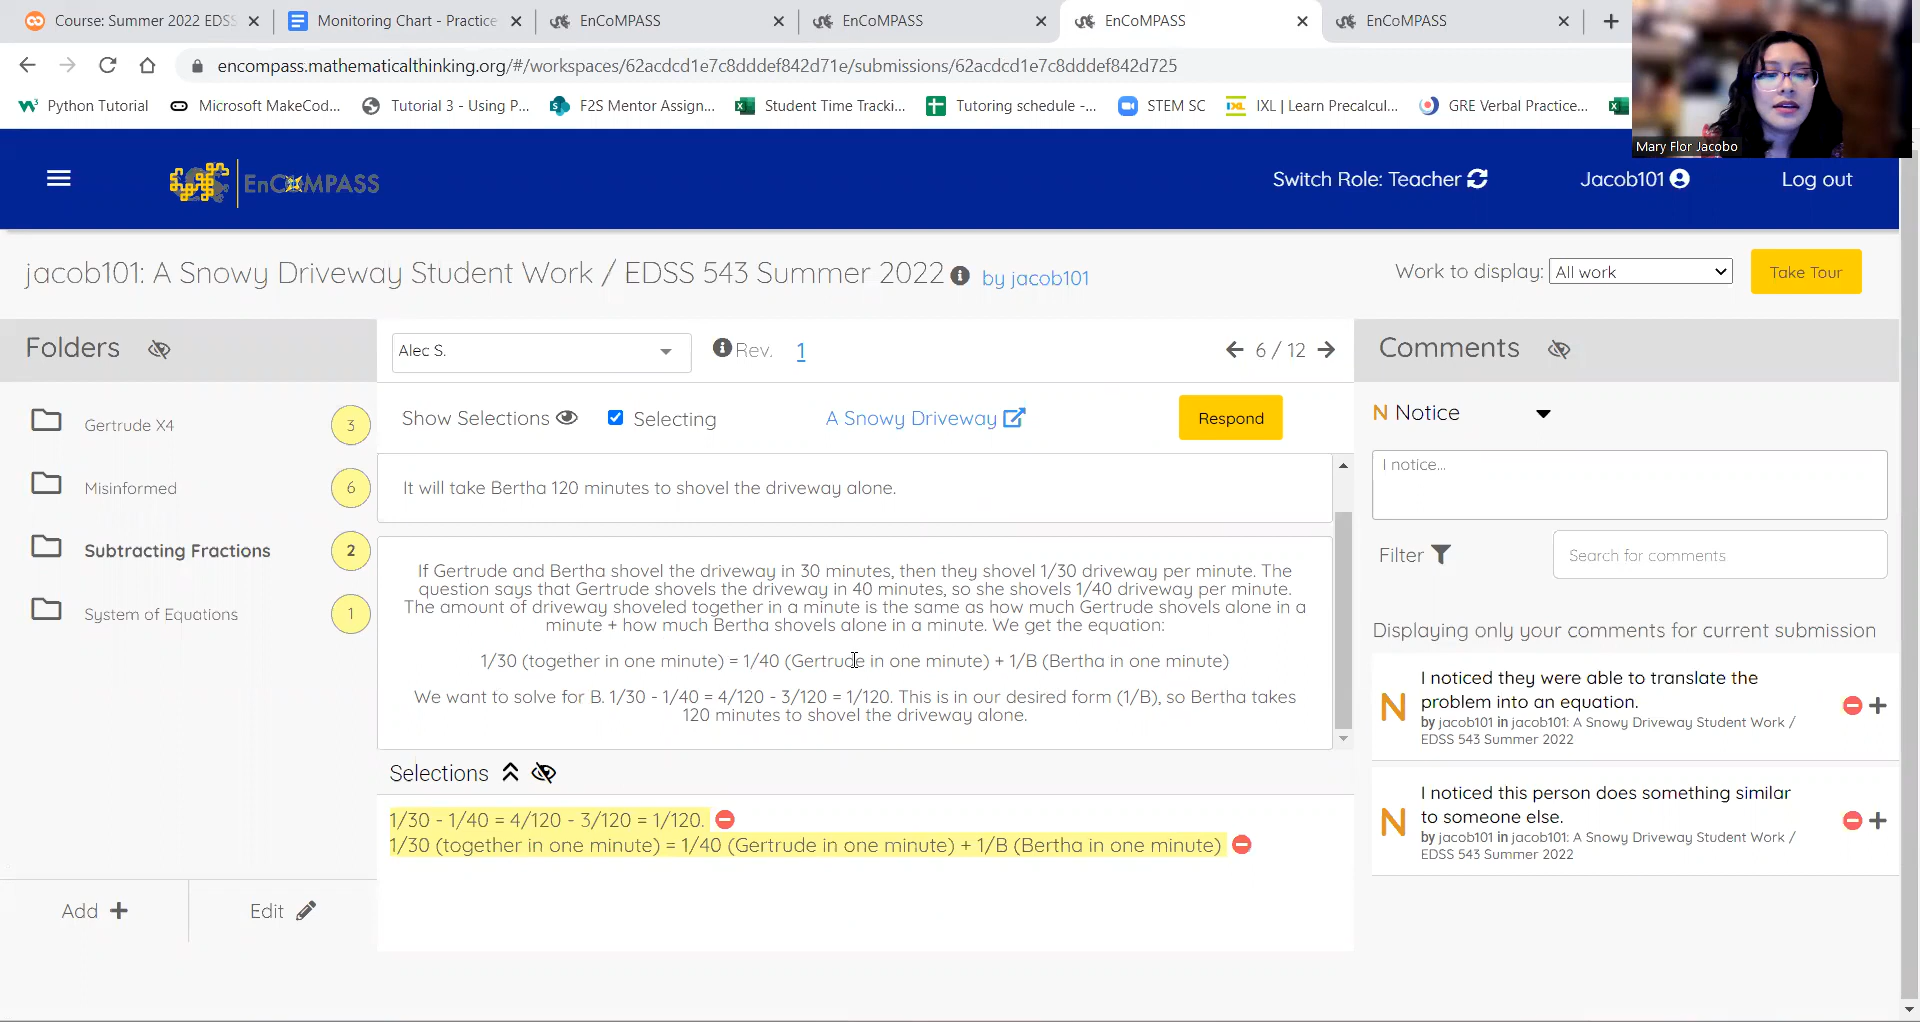 Course: Summer 2022 EDS
Monitoring Chart - Practice
EnCoMPASS
EnCoMPASS
EnCoMPASS
EnCoMPASS
encompass.mathematicalthinking.org/#/workspaces/62acdcd1e7c8dddef842d71e/submissions/62acdcd1e7c8dddef842d725
Python Tutorial
Microsoft MakeCod...
Tutorial 3 - Using P...
F2S Mentor Assign...
Student Time Tracki...
Tutoring schedule -...
STEM SC
IXL | Learn Precalcul...
GRE Verbal Practice...
Mary Flor Jacobo
EnCoMPASS
Switch Role: Teacher
Jacob101
Log out
jacob101: A Snowy Driveway Student Work / EDSS 543 Summer 2022
by jacob101
Work to display:
All work
Take Tour
Folders
Gertrude X4
3
Misinformed
6
Subtracting Fractions
2
System of Equations
1
Add
Edit
Alec S.
Rev.
1
6 / 12
Show Selections
Selecting
A Snowy Driveway
Respond
It will take Bertha 120 minutes to shovel the driveway alone.
If Gertrude and Bertha shovel the driveway in 30 minutes, then they shovel 1/30 driveway per minute. The
question says that Gertrude shovels the driveway in 40 minutes, so she shovels 1/40 driveway per minute.
The amount of driveway shoveled together in a minute is the same as how much Gertrude shovels alone in a
minute + how much Bertha shovels alone in a minute. We get the equation:
1/30 (together in one minute) = 1/40 (Gertrude in one minute) + 1/B (Bertha in one minute)
We want to solve for B. 1/30 - 1/40 = 4/120 - 3/120 = 1/120. This is in our desired form (1/B), so Bertha takes
120 minutes to shovel the driveway alone.
Selections
1/30 - 1/40 = 4/120 - 3/120 = 1/120.
1/30 (together in one minute) = 1/40 (Gertrude in one minute) + 1/B (Bertha in one minute)
Comments
N Notice
I notice...
Filter
Search for comments
Displaying only your comments for current submission
N
I noticed they were able to translate the
problem into an equation.
by jacob101 in jacob101: A Snowy Driveway Student Work /
EDSS 543 Summer 2022
N
I noticed this person does something similar
to someone else.
by jacob101 in jacob101: A Snowy Driveway Student Work /
EDSS 543 Summer 2022